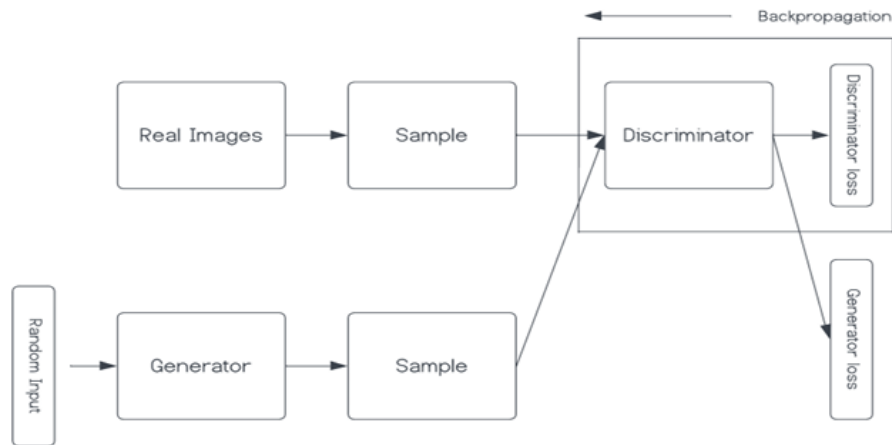 Backpropagation
Real Images
Sample
Discriminator
Discriminator loss
Random Input
Generator
Sample
Generator loss